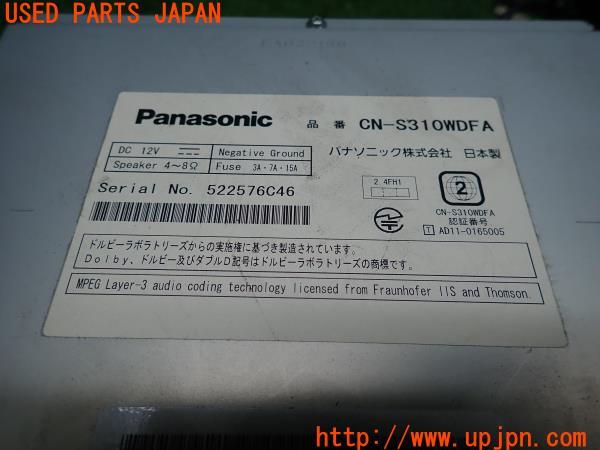 USED PARTS JAPAN
Panasonic 品 番 CN-S310WDFA
DC 12V Negative Ground
Speaker 4～8Ω Fuse 3A・7A・15A
パナソニック株式会社 日本製
Serial No. 522576C46
2.4FH1
2
CN-S310WDFA
認証番号
T AD11-0165005
ドルビーラボラトリーズからの実施権に基づき製造されています。
Dolby、ドルビー及びダブルD記号はドルビーラボラトリーズの商標です。
MPEG Layer-3 audio coding technology licensed from Fraunhofer IIS and Thomson.
UPJ
http://www.upjpn.com